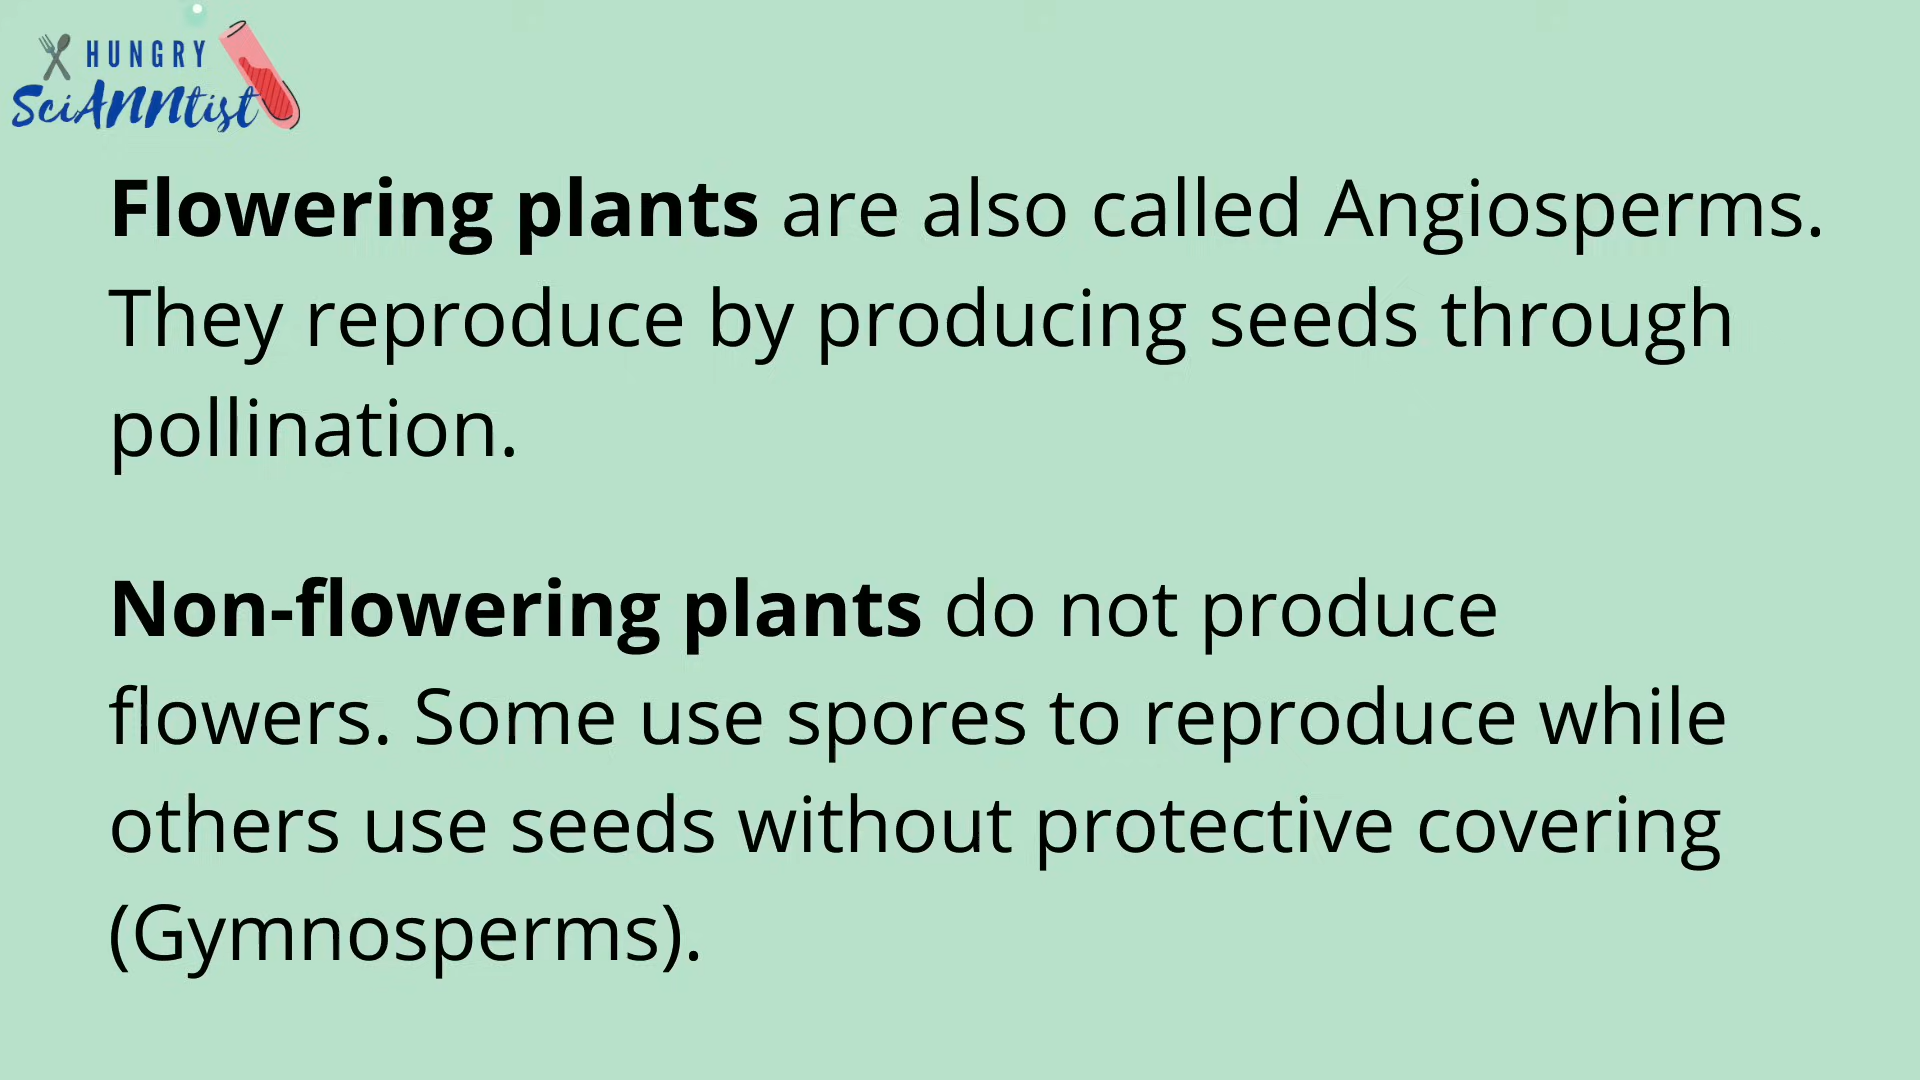 HUNGRY
SciANNtist
Flowering plants are also called Angiosperms.
They reproduce by producing seeds through
pollination.
Non-flowering plants do not produce
flowers. Some use spores to reproduce while
others use seeds without protective covering
(Gymnosperms).